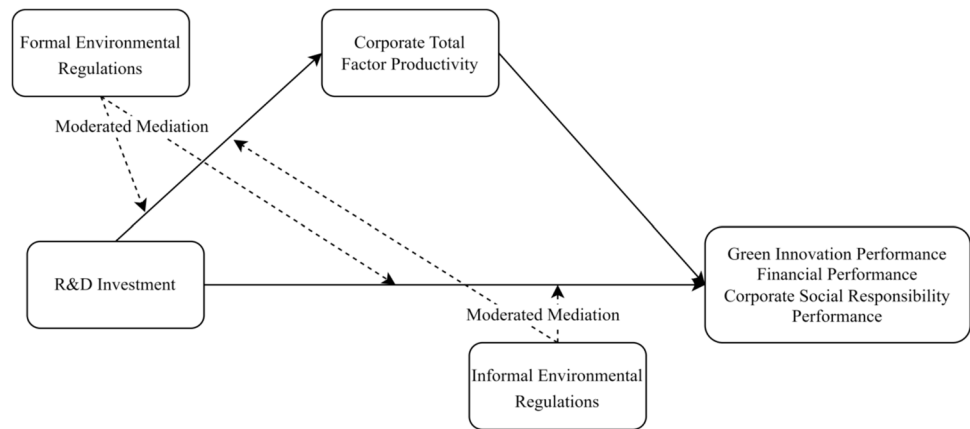 Formal Environmental
Regulations
Corporate Total
Factor Productivity
Moderated Mediation
R&D Investment
Green Innovation Performance
Financial Performance
Corporate Social Responsibility
Performance
Moderated Mediation
Informal Environmental
Regulations